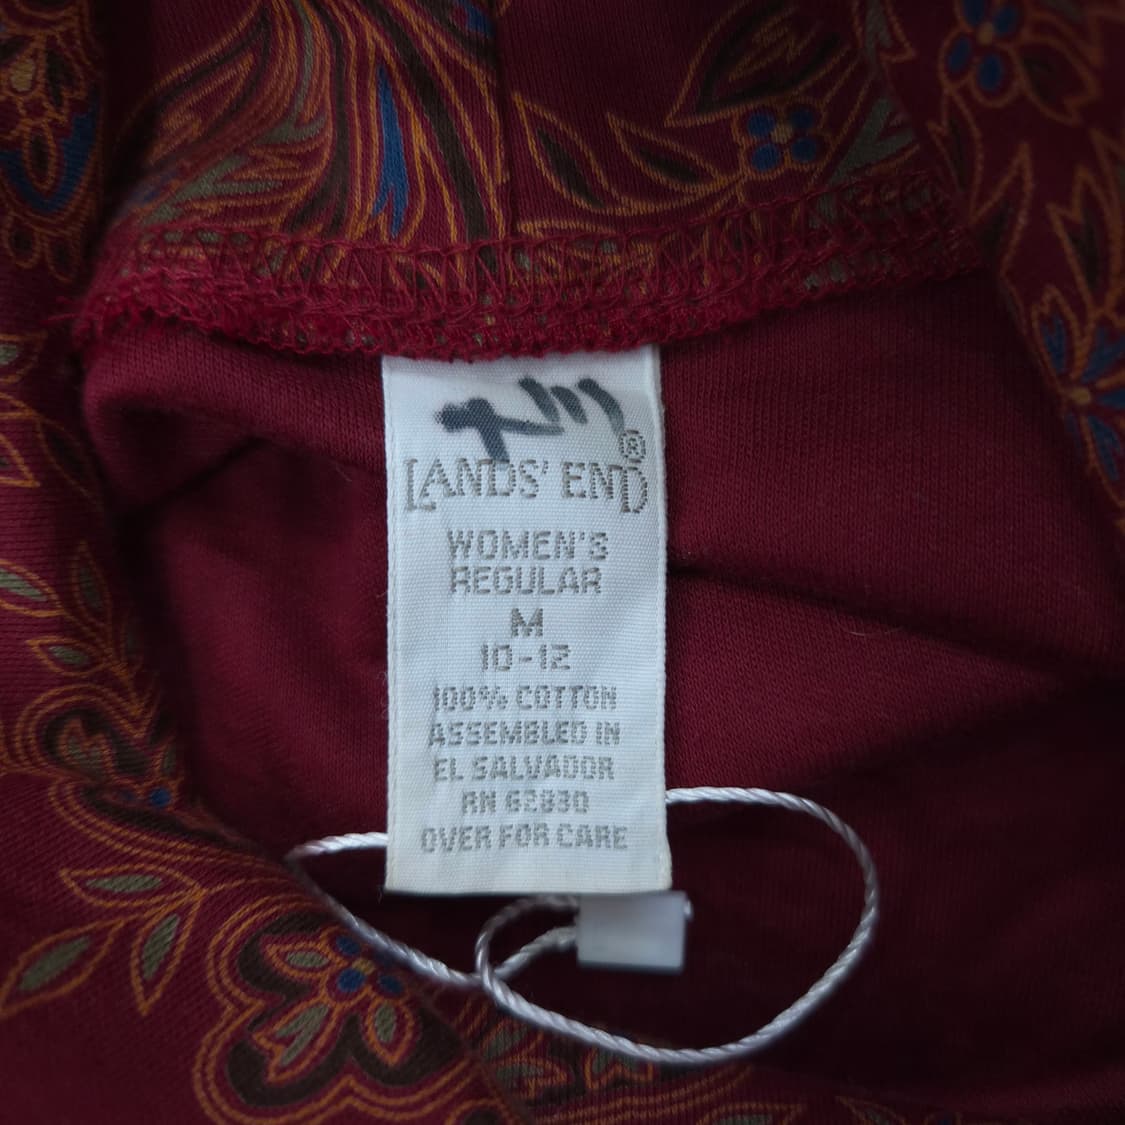 ®
LANDS' END
WOMEN'S
REGULAR
M
10-12
100% COTTON
ASSEMBLED IN
EL SALVADOR
RN 62830
OVER FOR CARE